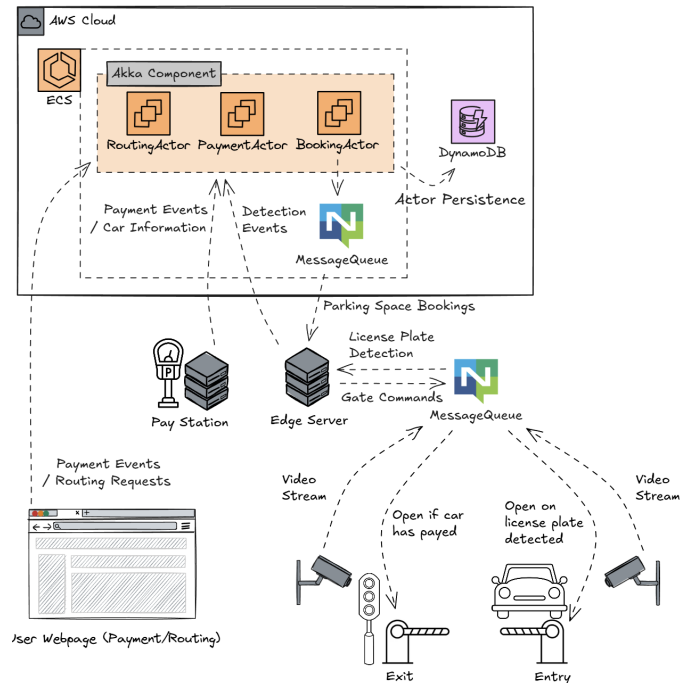 AWS Cloud
Akka Component
ECS
RoutingActor
PaymentActor
BookingActor
DynamoDB
Actor Persistence
Payment Events
/ Car Information
Detection
Events
N
MessageQueue
Parking Space Bookings
License Plate
Detection
Gate Commands
P
Pay Station
Edge Server
N
MessageQueue
Payment Events
/ Routing Requests
Video
Stream
Open if car
has payed
Open on
license plate
detected
Video
Stream
x
+
User Webpage (Payment/Routing)
Exit
Entry